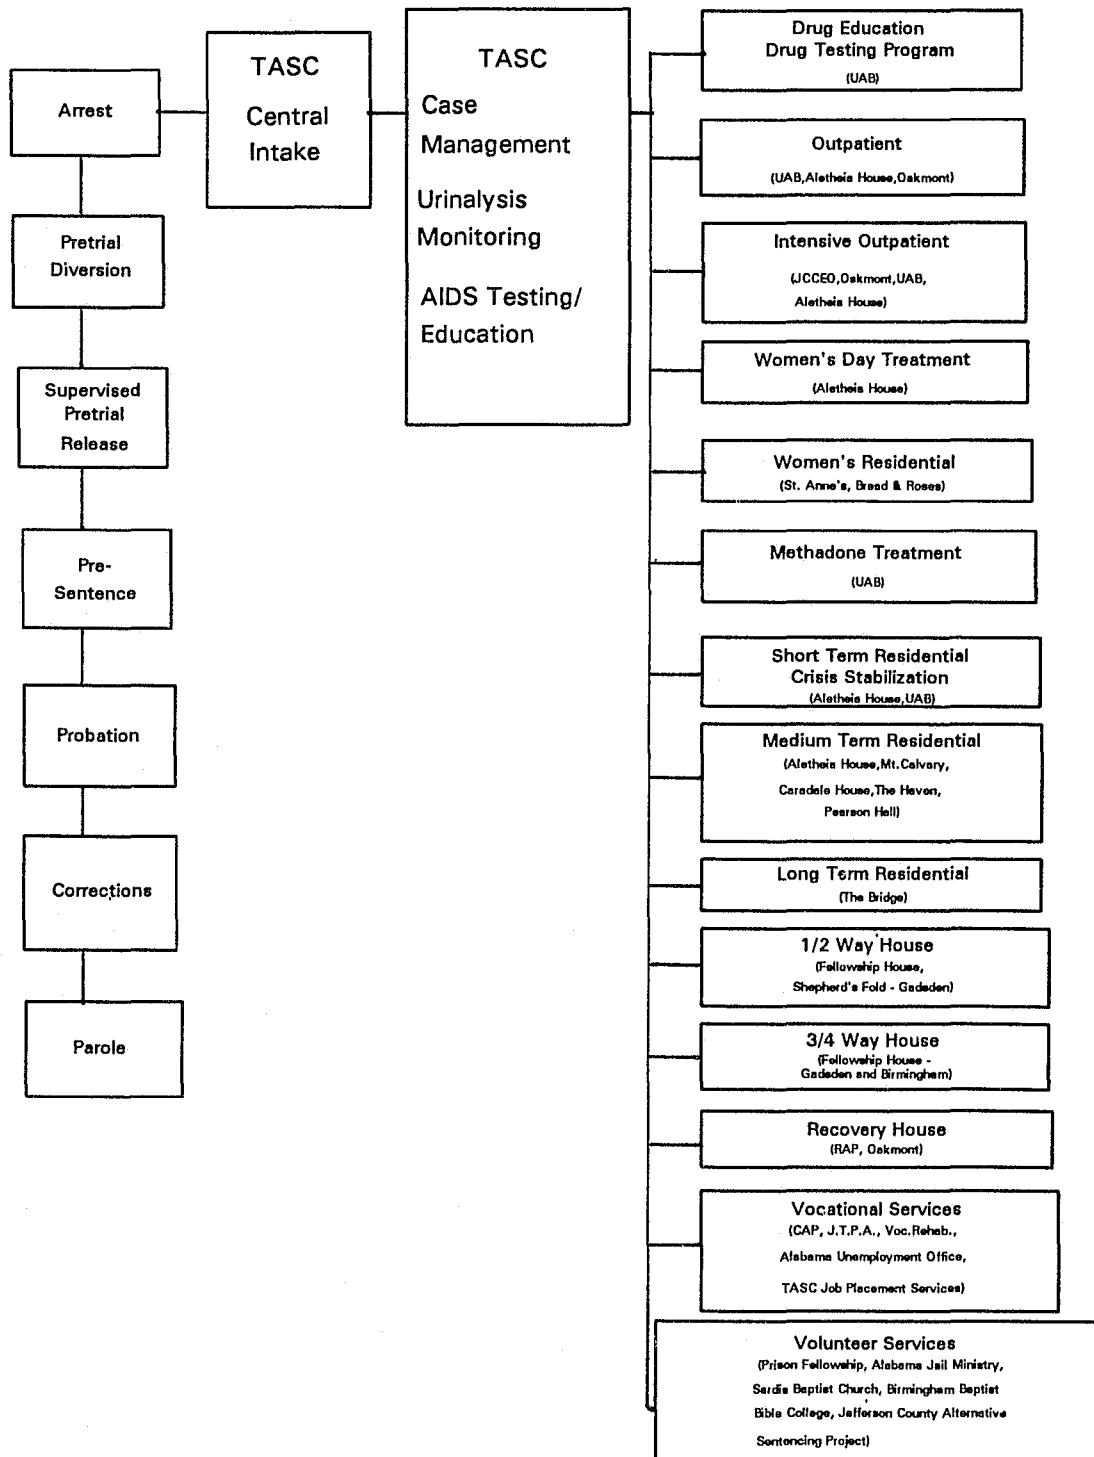 Arrest
Pretrial
Diversion
Supervised
Pretrial
Release
Pre-
Sentence
Probation
Corrections
Parole
TASC
Central
Intake
TASC
Case
Management
Urinalysis
Monitoring
AIDS Testing/
Education
Drug Education
Drug Testing Program
(UAB)
Outpatient
(UAB,Aletheia House,Oakmont)
Intensive Outpatient
(JCCEO,Oakmont,UAB,
Aletheia House)
Women's Day Treatment
(Aletheia House)
Women's Residential
(St. Anne's, Bread & Roses)
Methadone Treatment
(UAB)
Short Term Residential
Crisis Stabilization
(Aletheia House,UAB)
Medium Term Residential
(Aletheia House,Mt.Calvary,
Caradale House,The Haven,
Pearson Hall)
Long Term Residential
(The Bridge)
1/2 Way House
(Fellowship House,
Shepherd's Fold - Gadsden)
3/4 Way House
(Fellowship House -
Gadsden and Birmingham)
Recovery House
(RAP, Oakmont)
Vocational Services
(CAP, J.T.P.A., Voc.Rehab.,
Alabama Unemployment Office,
TASC Job Placement Services)
Volunteer Services
(Prison Fellowship, Alabama Jail Ministry,
Sardis Baptist Church, Birmingham Baptist
Bible College, Jefferson County Alternative
Sentencing Project)